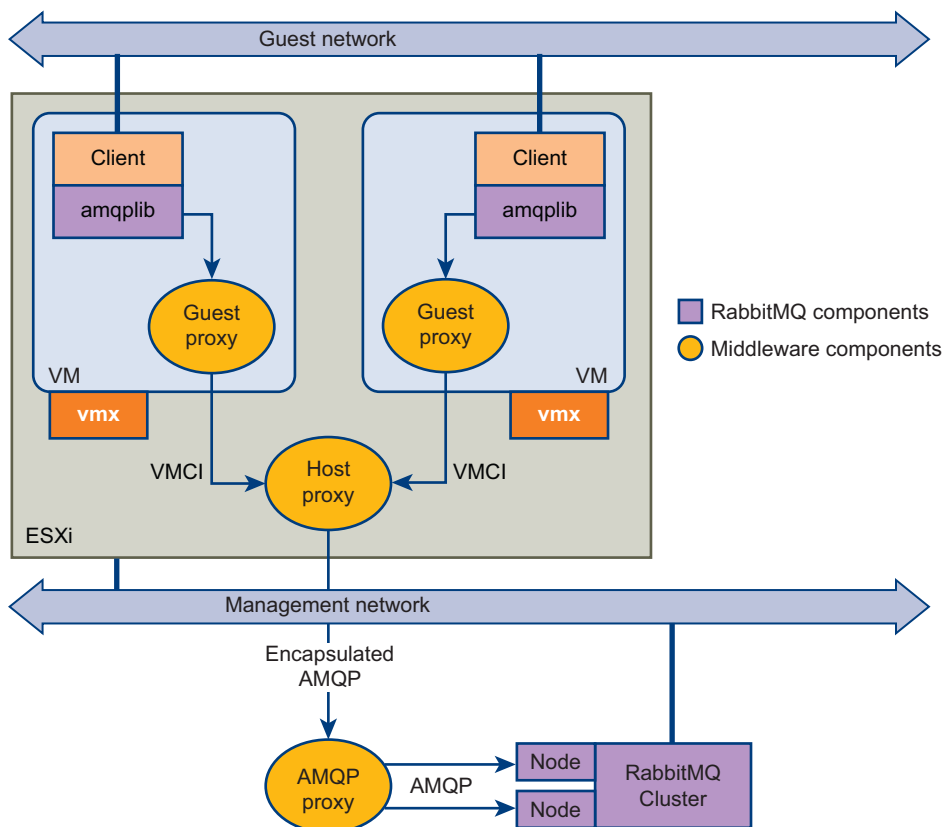 Guest network
Client
amqplib
Guest
proxy
VM
vmx
VMCI
Client
amqplib
Guest
proxy
VM
vmx
VMCI
Host
proxy
ESXi
RabbitMQ components
Middleware components
Management network
Encapsulated
AMQP
AMQP
proxy
AMQP
Node
Node
RabbitMQ
Cluster